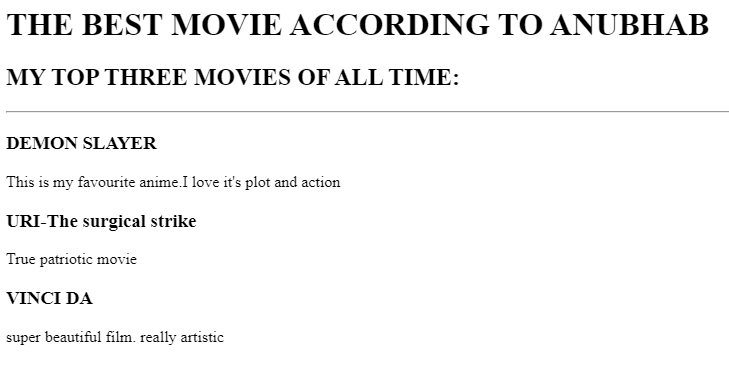 THE BEST MOVIE ACCORDING TO ANUBHAB
MY TOP THREE MOVIES OF ALL TIME:
DEMON SLAYER
This is my favourite anime.I love it's plot and action
URI-The surgical strike
True patriotic movie
VINCI DA
super beautiful film. really artistic